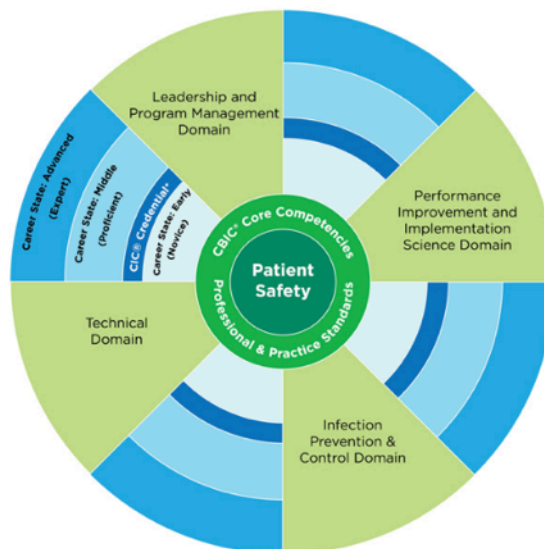 Leadership and
Program Management
Domain
Career State: Advanced
(Expert)
Career State: Middle
(Proficient)
CIC® Credential*
Career State: Early
(Novice)
CBIC® Core Competencies
Patient
Safety
Professional & Practice Standards
Performance
Improvement and
Implementation
Science Domain
Technical
Domain
Infection
Prevention &
Control Domain